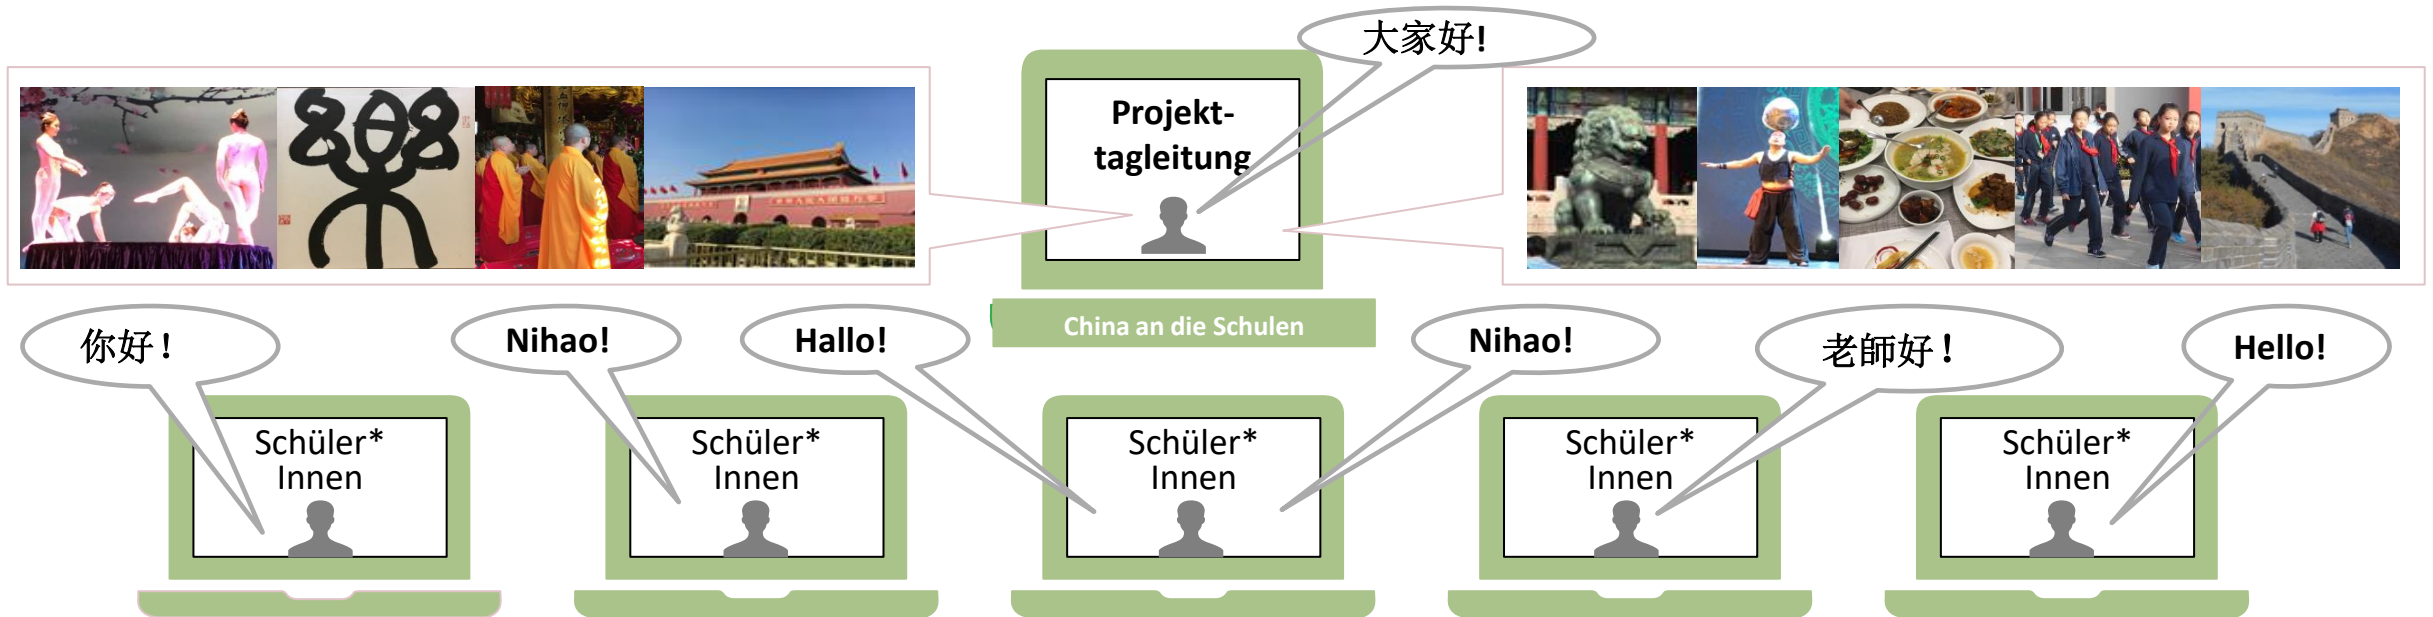 大家好!
Projekt-
tagleitung
樂
China an die Schulen
你好！
Nihao!
Hallo!
Nihao!
老師好！
Hello!
Schüler*
Innen
Schüler*
Innen
Schüler*
Innen
Schüler*
Innen
Schüler*
Innen